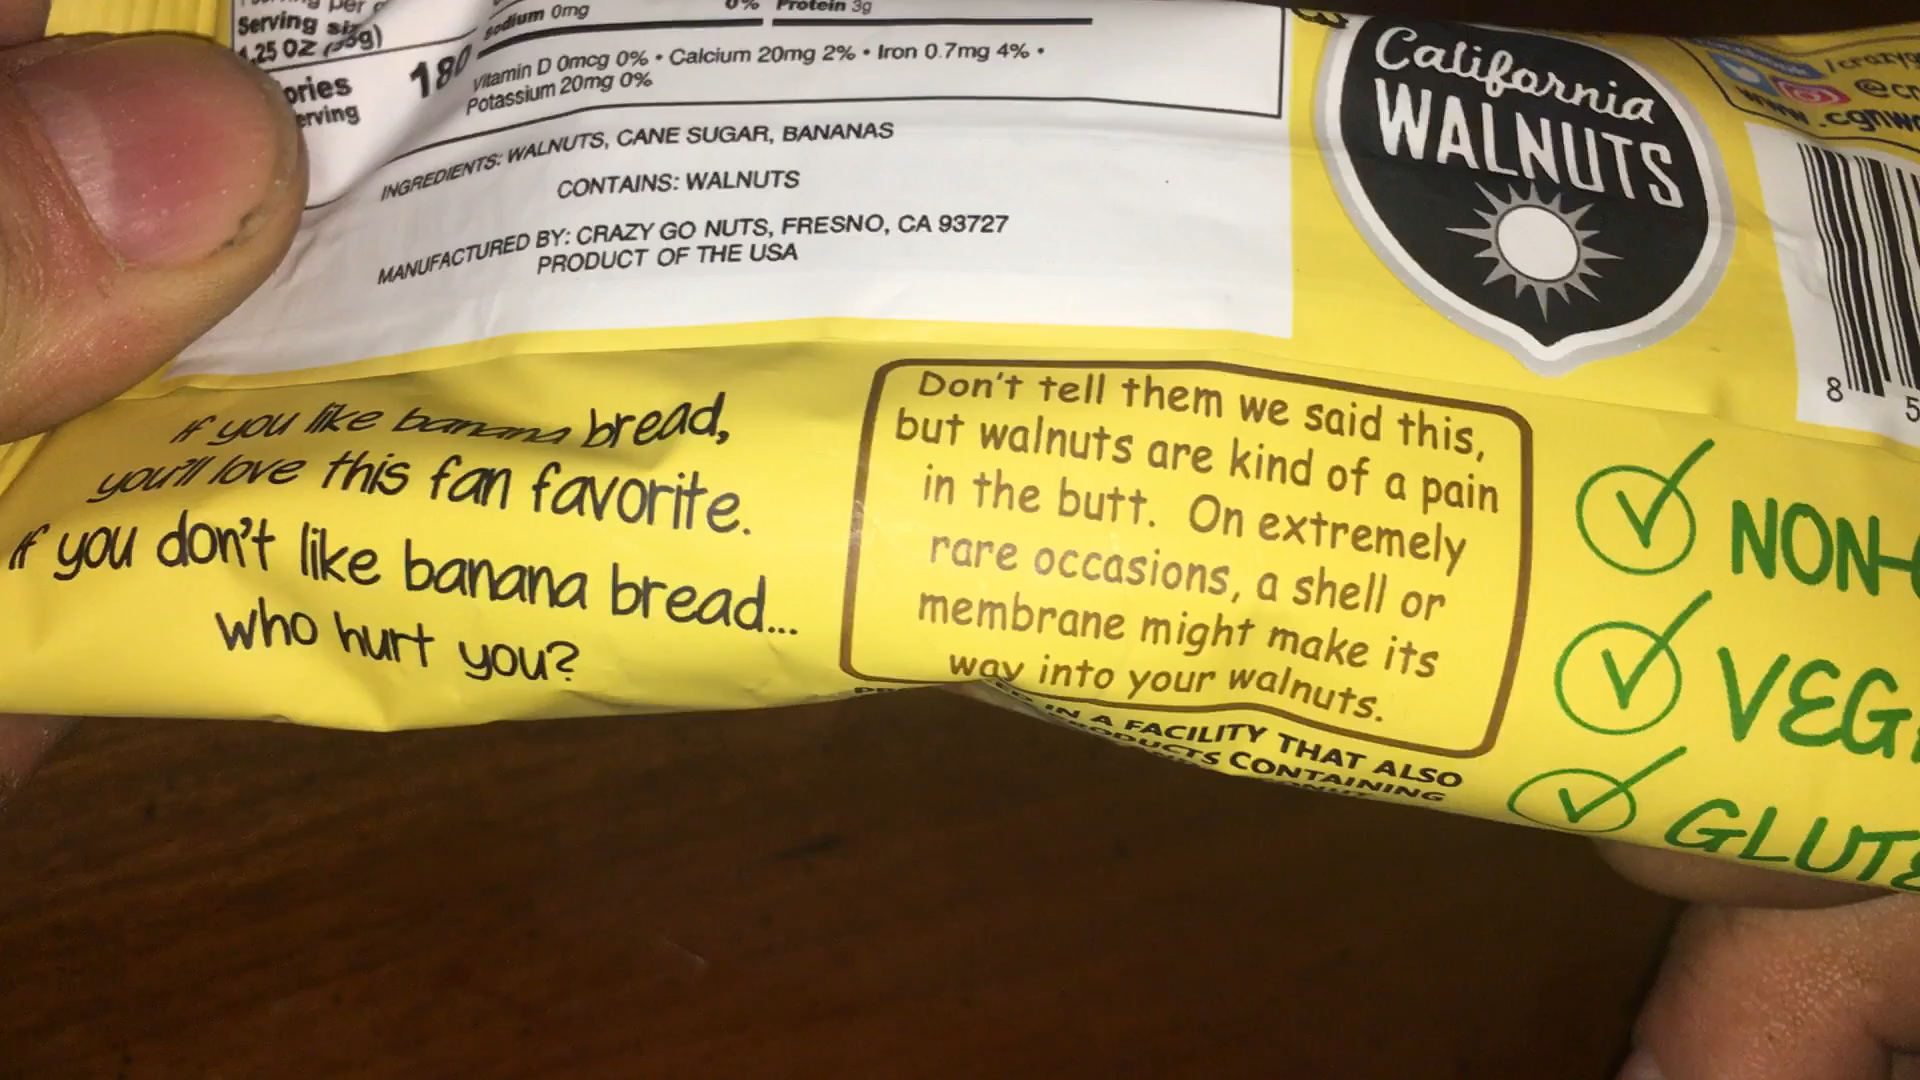 Serving
1.25 OZ
180
Sodium 0mg
0% Protein 3g
Vitamin D 0mcg 0% • Calcium 20mg 2% • Iron 0.7mg 4% •
Potassium 20mg 0%
INGREDIENTS: WALNUTS, CANE SUGAR, BANANAS
CONTAINS: WALNUTS
MANUFACTURED BY: CRAZY GO NUTS, FRESNO, CA 93727
PRODUCT OF THE USA
California
WALNUTS
8 5
If you like banana bread,
you'll love this fan favorite.
If you don't like banana bread...
who hurt you?
Don't tell them we said this,
but walnuts are kind of a pain
in the butt. On extremely
rare occasions, a shell or
membrane might make its
way into your walnuts.
IN A FACILITY THAT ALSO
CONTAINING
NON-
VEG
GLUTE